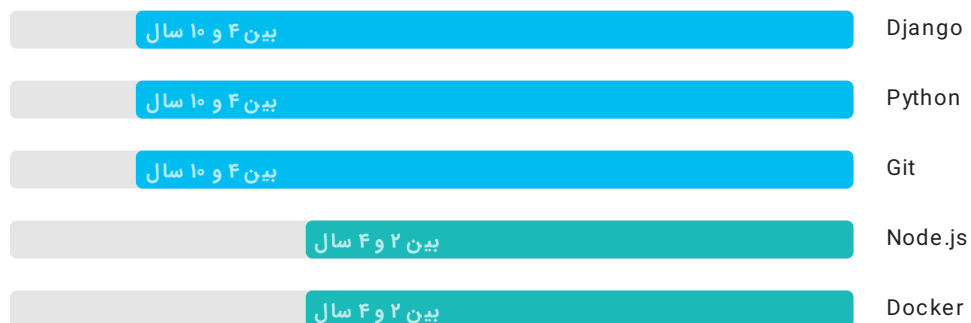 Django
بین ۴ و ۱۰ سال
Python
بین ۴ و ۱۰ سال
Git
بین ۴ و ۱۰ سال
Node.js
بین ۲ و ۴ سال
Docker
بین ۲ و ۴ سال